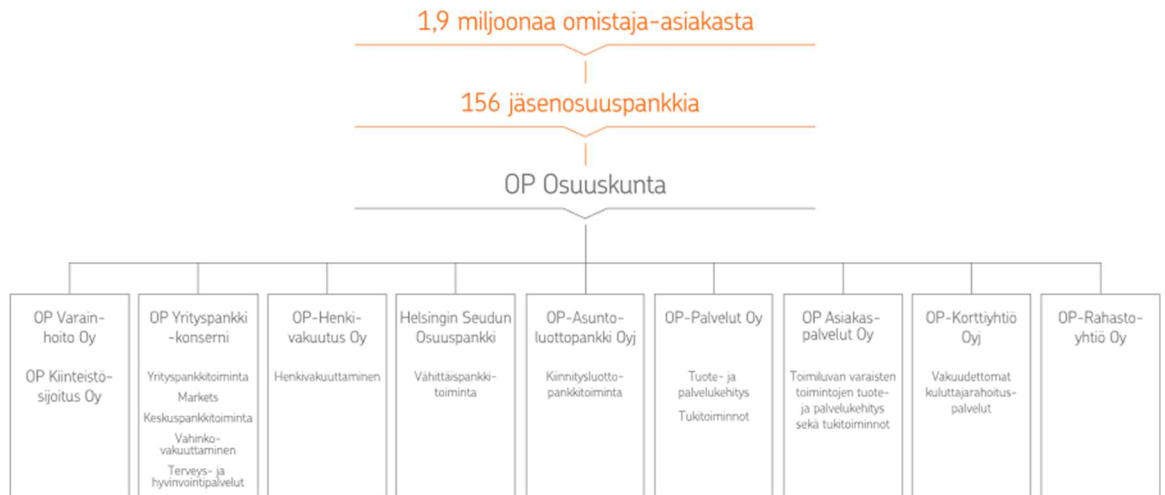 1,9 miljoonaa omistaja-asiakasta
156 jäsenosuuspankkia
OP Osuuskunta
OP Varain-
hoito Oy
OP Kiinteistö-
sijoitus Oy
OP Yrityspankki
-konserni
Yrityspankkitoiminta
Markets
Keskuspankkitoiminta
Vahinko-
vakuuttaminen
Terveys- ja
hyvinvointipalvelut
OP-Henki-
vakuutus Oy
Henkivakuuttaminen
Helsingin Seudun
Osuuspankki
Vähittäispankki-
toiminta
OP-Asunto-
luottopankki Oyj
Kiinnitysluotto-
pankkitoiminta
OP-Palvelut Oy
Tuote- ja
palvelukehitys
Tukitoiminnot
OP Asiakas-
palvelut Oy
Toimiluvan varaisten
toimintojen tuote-
ja palvelukehitys
sekä tukitoiminnot
OP-Korttiyhtiö
Oyj
Vakuudettomat
kuluttajarahoitus-
palvelut
OP-Rahasto-
yhtiö Oy